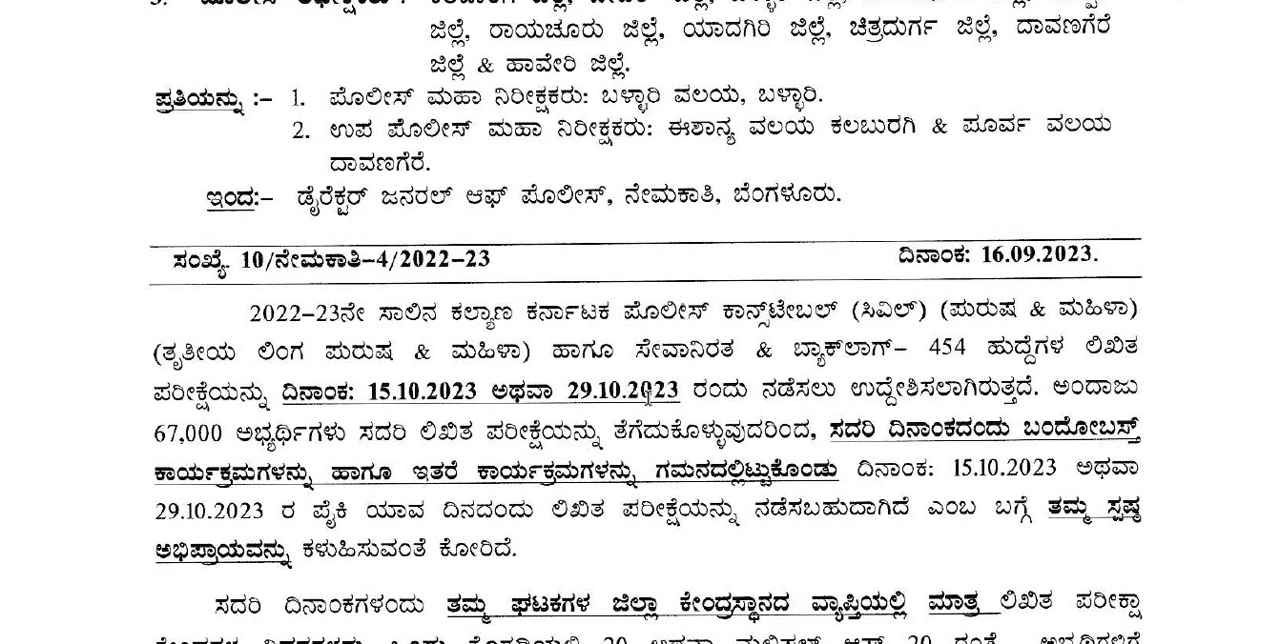 ಜಿಲ್ಲೆ, ರಾಯಚೂರು ಜಿಲ್ಲೆ, ಯಾದಗಿರಿ ಜಿಲ್ಲೆ, ಚಿತ್ರದುರ್ಗ ಜಿಲ್ಲೆ, ದಾವಣಗೆರೆ
ಜಿಲ್ಲೆ & ಹಾವೇರಿ ಜಿಲ್ಲೆ.
ಪ್ರತಿಯನ್ನು :– 1. ಪೊಲೀಸ್ ಮಹಾ ನಿರೀಕ್ಷಕರು: ಬಳ್ಳಾರಿ ವಲಯ, ಬಳ್ಳಾರಿ.
2. ಉಪ ಪೊಲೀಸ್ ಮಹಾ ನಿರೀಕ್ಷಕರು: ಈಶಾನ್ಯ ವಲಯ ಕಲಬುರಗಿ & ಪೂರ್ವ ವಲಯ
ದಾವಣಗೆರೆ.
ಇಂದ:– ಡೈರೆಕ್ಟರ್ ಜನರಲ್ ಆಫ್ ಪೊಲೀಸ್, ನೇಮಕಾತಿ, ಬೆಂಗಳೂರು.
ಸಂಖ್ಯೆ. 10/ನೇಮಕಾತಿ–4/2022–23 ದಿನಾಂಕ: 16.09.2023.
2022–23ನೇ ಸಾಲಿನ ಕಲ್ಯಾಣ ಕರ್ನಾಟಕ ಪೊಲೀಸ್ ಕಾನ್ಸ್‌ಟೇಬಲ್ (ಸಿವಿಲ್) (ಪುರುಷ & ಮಹಿಳಾ)
(ತೃತೀಯ ಲಿಂಗ ಪುರುಷ & ಮಹಿಳಾ) ಹಾಗೂ ಸೇವಾನಿರತ & ಬ್ಯಾಕ್‌ಲಾಗ್– 454 ಹುದ್ದೆಗಳ ಲಿಖಿತ
ಪರೀಕ್ಷೆಯನ್ನು ದಿನಾಂಕ: 15.10.2023 ಅಥವಾ 29.10.2023 ರಂದು ನಡೆಸಲು ಉದ್ದೇಶಿಸಲಾಗಿರುತ್ತದೆ. ಅಂದಾಜು
67,000 ಅಭ್ಯರ್ಥಿಗಳು ಸದರಿ ಲಿಖಿತ ಪರೀಕ್ಷೆಯನ್ನು ತೆಗೆದುಕೊಳ್ಳುವುದರಿಂದ, ಸದರಿ ದಿನಾಂಕದಂದು ಬಂದೋಬಸ್ತ್
ಕಾರ್ಯಕ್ರಮಗಳನ್ನು ಹಾಗೂ ಇತರೆ ಕಾರ್ಯಕ್ರಮಗಳನ್ನು ಗಮನದಲ್ಲಿಟ್ಟುಕೊಂಡು ದಿನಾಂಕ: 15.10.2023 ಅಥವಾ
29.10.2023 ರ ಪೈಕಿ ಯಾವ ದಿನದಂದು ಲಿಖಿತ ಪರೀಕ್ಷೆಯನ್ನು ನಡೆಸಬಹುದಾಗಿದೆ ಎಂಬ ಬಗ್ಗೆ ತಮ್ಮ ಸ್ಪಷ್ಠ
ಅಭಿಪ್ರಾಯವನ್ನು ಕಳುಹಿಸುವಂತೆ ಕೋರಿದೆ.
ಸದರಿ ದಿನಾಂಕಗಳಂದು ತಮ್ಮ ಘಟಕಗಳ ಜಿಲ್ಲಾ ಕೇಂದ್ರಸ್ಥಾನದ ವ್ಯಾಪ್ತಿಯಲ್ಲಿ ಮಾತ್ರ ಲಿಖಿತ ಪರೀಕ್ಷಾ